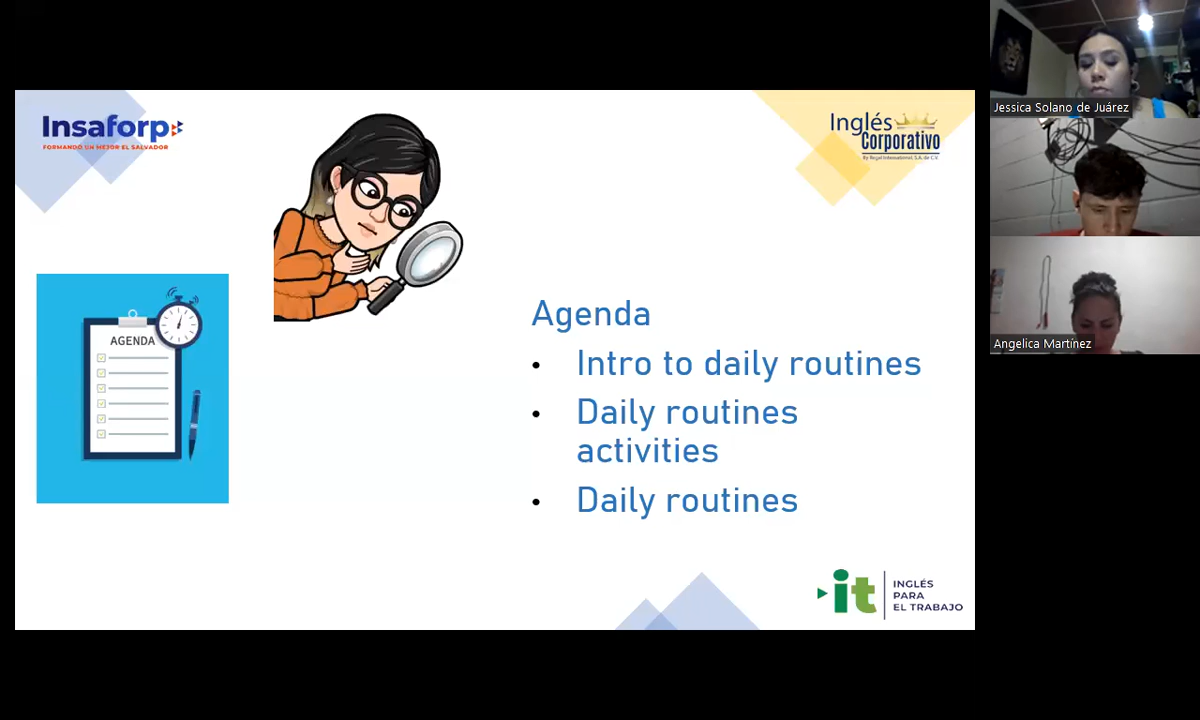 Insaforp
FORMANDO UN MEJOR EL SALVADOR
Inglés
Corporativo
By Regal International, S.A. de C.V.
AGENDA
Agenda
• Intro to daily routines
• Daily routines
activities
• Daily routines
it
INGLÉS
PARA
EL TRABAJO
Jessica Solano de Juárez
Angelica Martínez